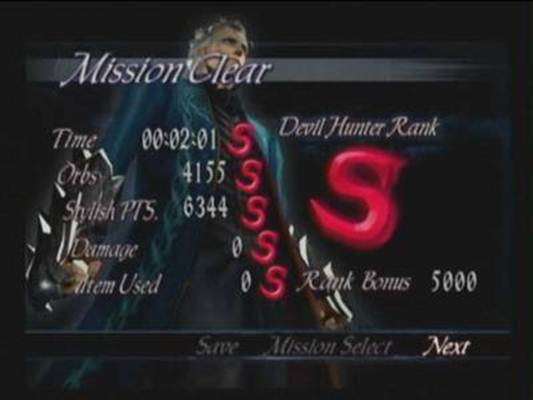 Mission Clear
Devil Hunter Rank
Time 00:02:01 S
Orbs 4155 S
Stylish PTS. 6344 S
Damage 0 S
Item Used 0 S
S
Rank Bonus 5000
Save Mission Select Next